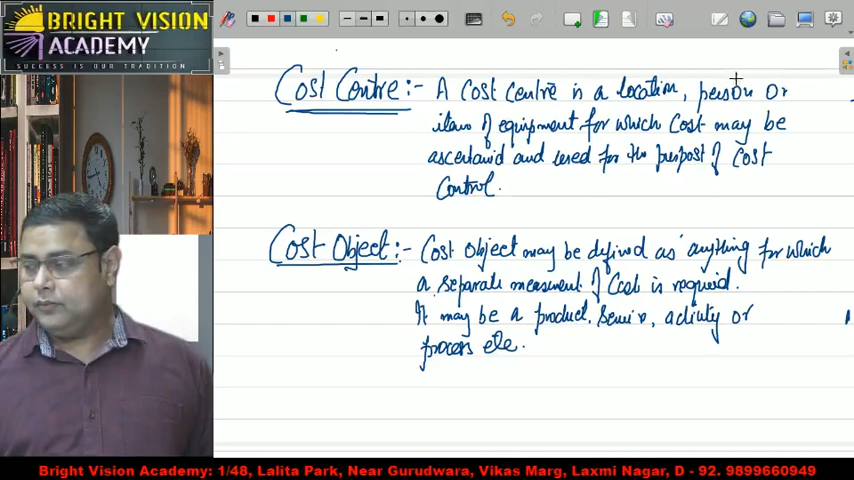 BRIGHT VISION
ACADEMY
SUCCESS IS OUR TRADITION
Cost Centre :- A Cost Centre is a location, person or
item of equipment for which Cost may be
ascertained and used for the purpost of Cost
Control.
Cost Object :- Cost object may be defined as anything for which
a separate measurement of Cost is required.
It may be a product, service, activity or
process etc.
Bright Vision Academy: 1/48, Lalita Park, Near Gurudwara, Vikas Marg, Laxmi Nagar, D - 92. 9899660949